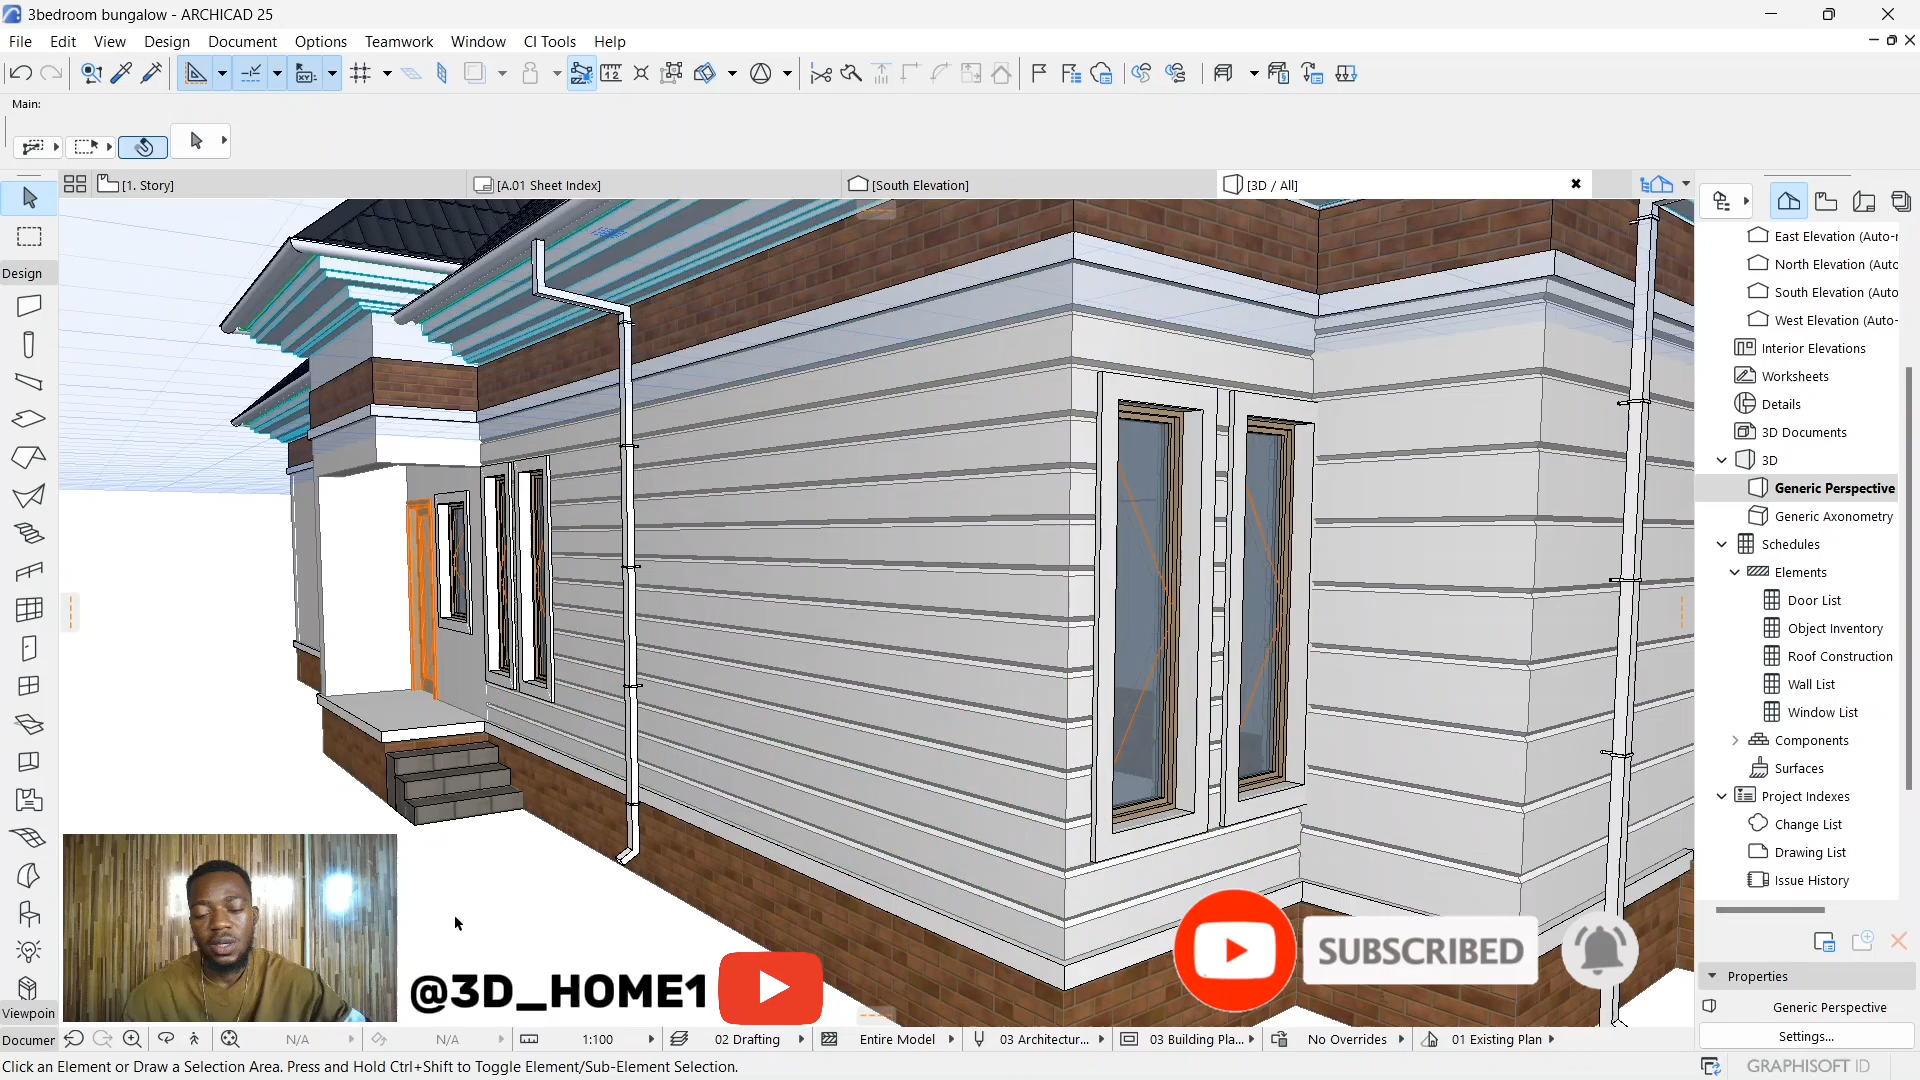 3bedroom bungalow - ARCHICAD 25
File Edit View Design Document Options Teamwork Window CI Tools Help
Main:
[1. Story] [A.01 Sheet Index] [South Elevation] [3D / All]
Design
East Elevation (Auto-r
North Elevation (Auto
South Elevation (Auto
West Elevation (Auto-
Interior Elevations
Worksheets
Details
3D Documents
3D
Generic Perspective
Generic Axonometry
Schedules
Elements
Door List
Object Inventory
Roof Construction
Wall List
Window List
Components
Surfaces
Project Indexes
Change List
Drawing List
Issue History
SUBSCRIBED
@3D_HOME1
Properties
Generic Perspective
Settings...
Viewpoin
Documer
N/A N/A 1:100 02 Drafting Entire Model 03 Architectur... 03 Building Pla... No Overrides 01 Existing Plan
Click an Element or Draw a Selection Area. Press and Hold Ctrl+Shift to Toggle Element/Sub-Element Selection.
GRAPHISOFT ID